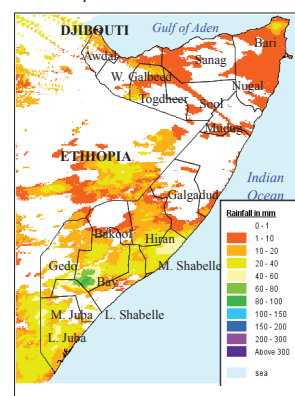 DJIBOUTI
Gulf of Aden
Awdal
Bari
Sanag
W. Galbeed
Nugal
Togdheer
Sool
Mudug
ETHIOPIA
Indian
Ocean
Galgadud
Bakool
Hiran
Gedo
M. Shabelle
Bay
M. Juba
L. Shabelle
L. Juba
Rainfall in mm
0 - 1
1 - 10
10 - 20
20 - 40
40 - 60
60 - 80
80 - 100
100 - 150
150 - 200
200 - 300
Above 300
sea